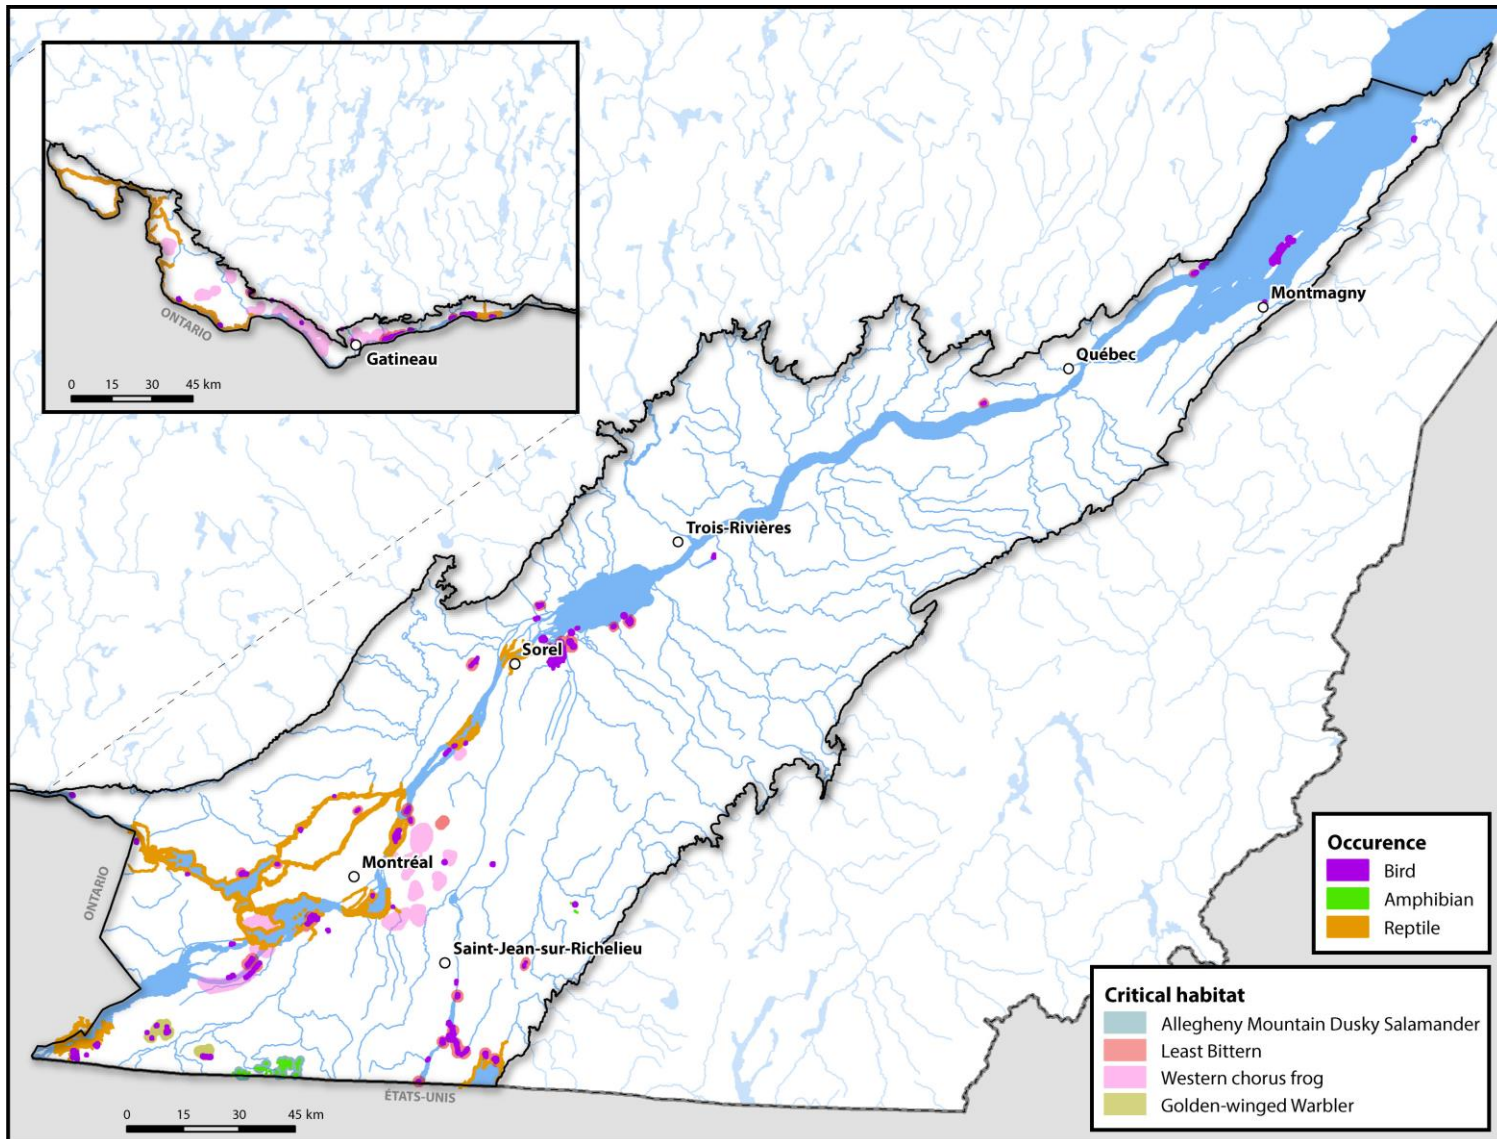 ONTARIO
Gatineau
0 15 30 45 km
Montmagny
Québec
Trois-Rivières
Sorel
Montréal
ONTARIO
Saint-Jean-sur-Richelieu
ÉTATS-UNIS
0 15 30 45 km
Occurence
Bird
Amphibian
Reptile
Critical habitat
Allegheny Mountain Dusky Salamander
Least Bittern
Western chorus frog
Golden-winged Warbler